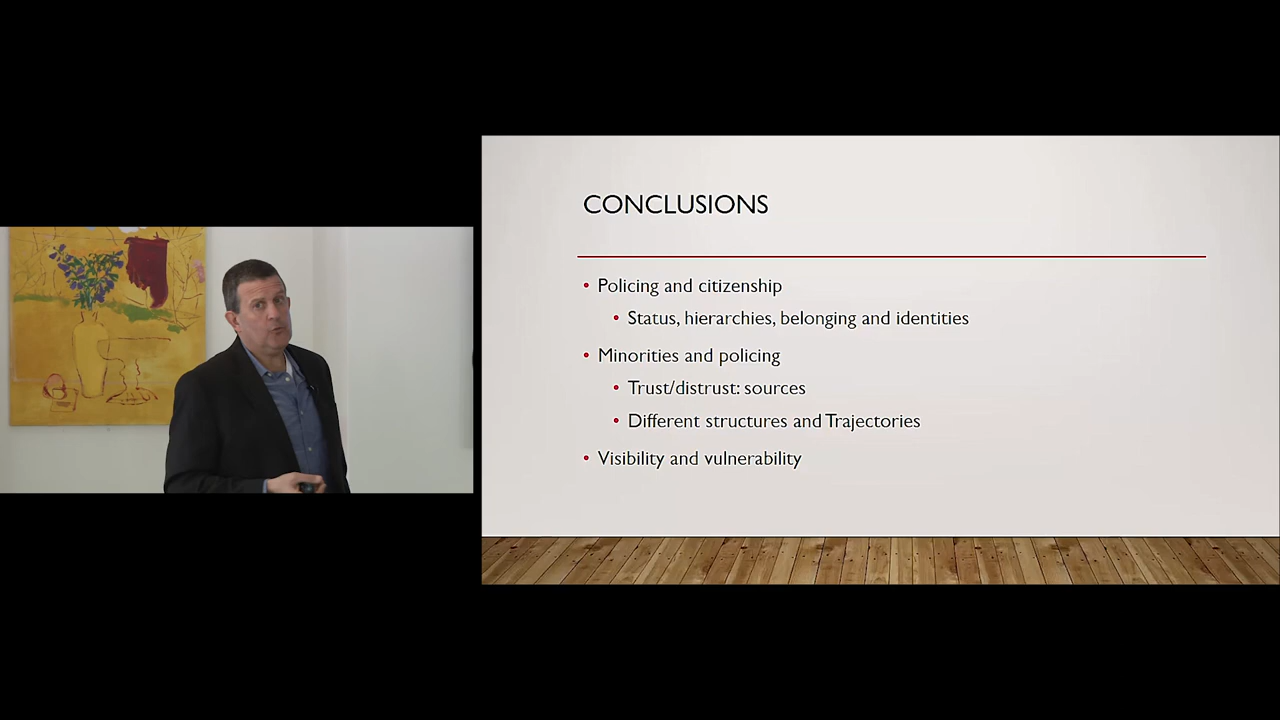 CONCLUSIONS
• Policing and citizenship
• Status, hierarchies, belonging and identities
• Minorities and policing
• Trust/distrust: sources
• Different structures and Trajectories
• Visibility and vulnerability